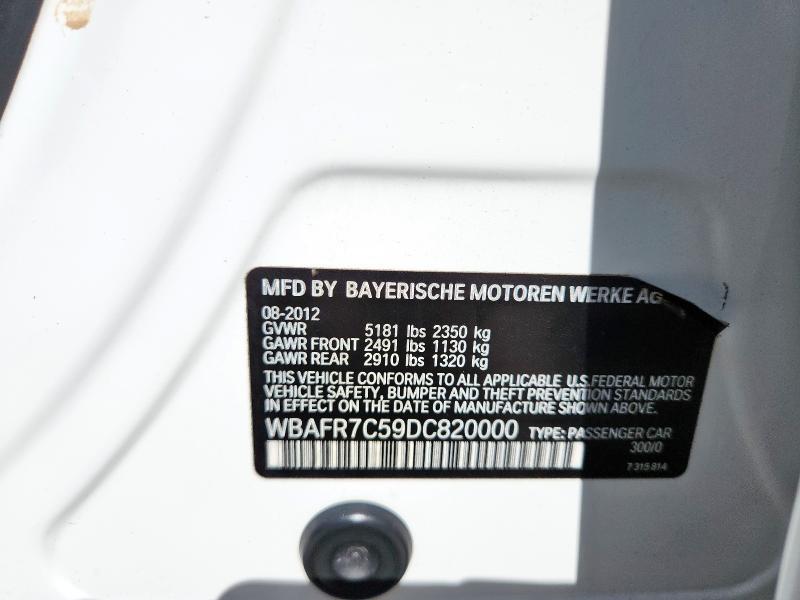 MFD BY BAYERISCHE MOTOREN WERKE AG
08-2012
GVWR 5181 lbs 2350 kg
GAWR FRONT 2491 lbs 1130 kg
GAWR REAR 2910 lbs 1320 kg
THIS VEHICLE CONFORMS TO ALL APPLICABLE U.S.FEDERAL MOTOR
VEHICLE SAFETY, BUMPER AND THEFT PREVENTION STANDARDS
IN EFFECT ON THE DATE OF MANUFACTURE SHOWN ABOVE.
WBAFR7C59DC820000 TYPE: PASSENGER CAR
300/0
7 315 814